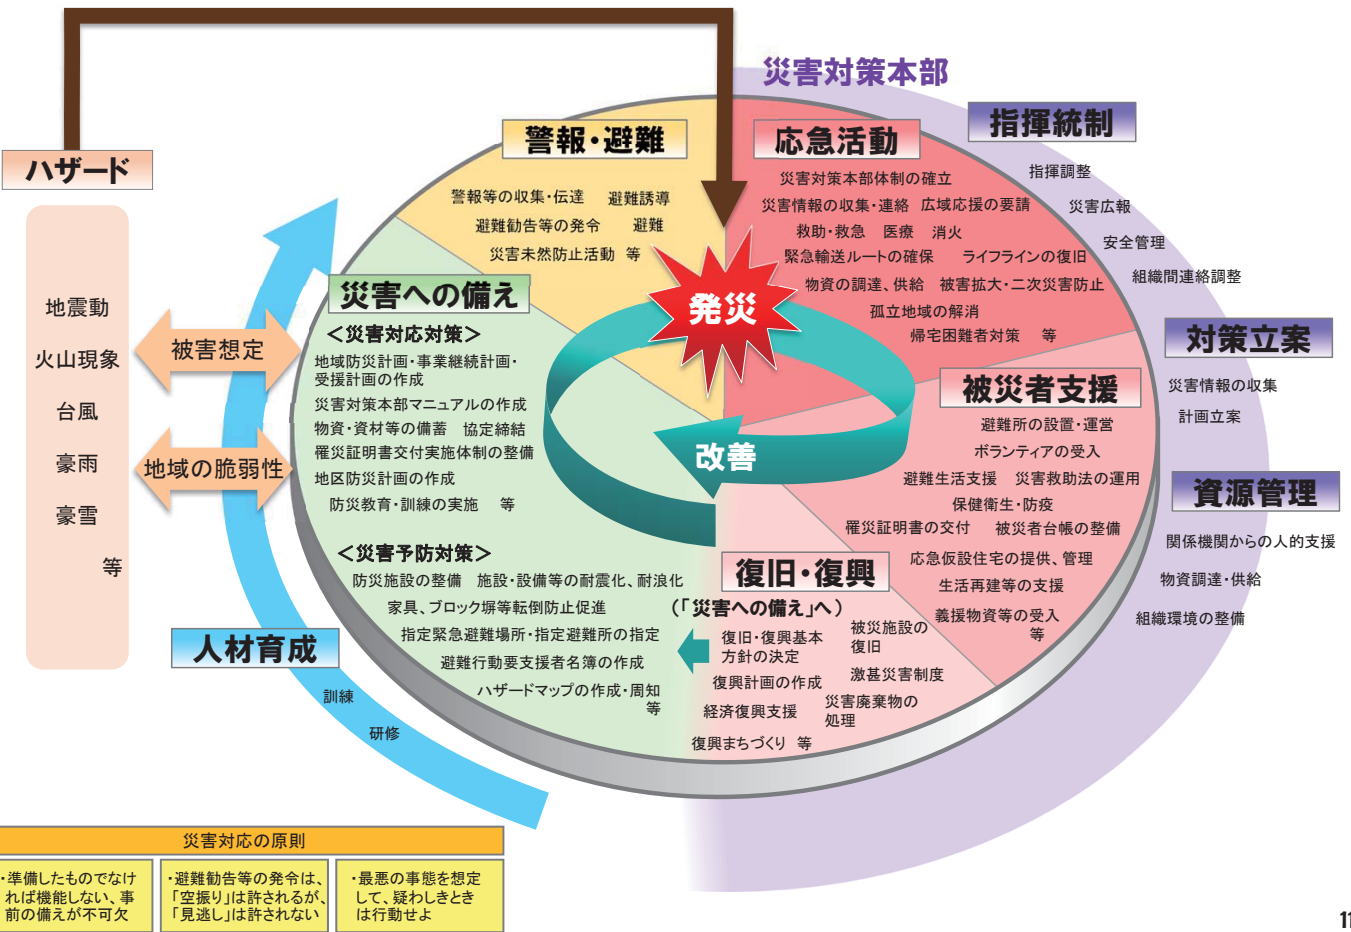 災害対策本部
ハザード
地震動
火山現象
台風
豪雨
豪雪
等
被害想定
地域の脆弱性
警報・避難
警報等の収集・伝達 避難誘導
避難勧告等の発令 避難
災害未然防止活動 等
応急活動
災害対策本部体制の確立
災害情報の収集・連絡 広域応援の要請
救助・救急 医療 消火
緊急輸送ルートの確保 ライフラインの復旧
物資の調達、供給 被害拡大・二次災害防止
孤立地域の解消
帰宅困難者対策 等
指揮統制
指揮調整
災害広報
安全管理
組織間連絡調整
対策立案
災害情報の収集
計画立案
資源管理
関係機関からの人的支援
物資調達・供給
組織環境の整備
発災
改善
災害への備え
＜災害対応対策＞
地域防災計画・事業継続計画・
受援計画の作成
災害対策本部マニュアルの作成
物資・資材等の備蓄 協定締結
罹災証明書交付実施体制の整備
地区防災計画の作成
防災教育・訓練の実施 等
＜災害予防対策＞
防災施設の整備 施設・設備等の耐震化、耐浪化
家具、ブロック塀等転倒防止促進
指定緊急避難場所・指定避難所の指定
避難行動要支援者名簿の作成
ハザードマップの作成・周知
等
被災者支援
避難所の設置・運営
ボランティアの受入
避難生活支援 災害救助法の運用
保健衛生・防疫
罹災証明書の交付 被災者台帳の整備
応急仮設住宅の提供、管理
生活再建等の支援
義援物資等の受入
等
復旧・復興
（「災害への備え」へ）
復旧・復興基本
方針の決定
被災施設の
復旧
復興計画の作成
激甚災害制度
経済復興支援
災害廃棄物の
処理
復興まちづくり 等
人材育成
訓練
研修
災害対応の原則
・準備したものでなけ
れば機能しない、事
前の備えが不可欠
・避難勧告等の発令は、
「空振り」は許されるが、
「見逃し」は許されない
・最悪の事態を想定
して、疑わしきとき
は行動せよ
11